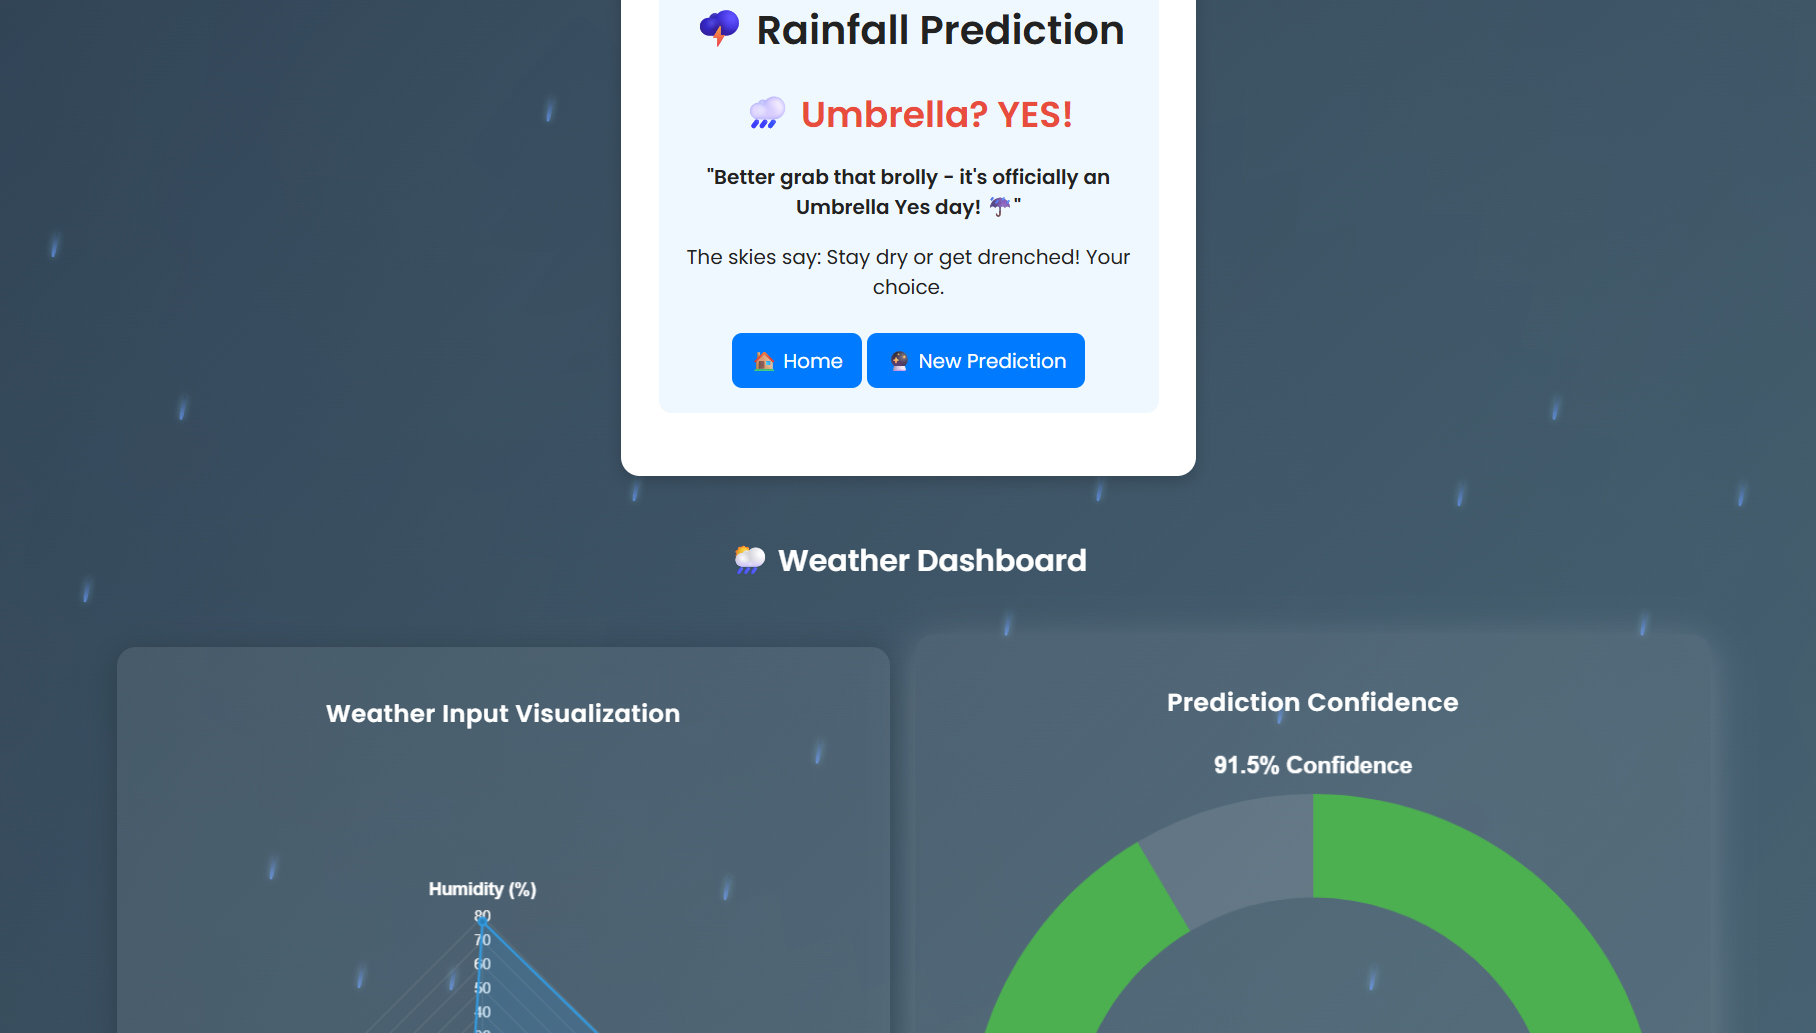 Rainfall Prediction
Umbrella? YES!
"Better grab that brolly - it's officially an
Umbrella Yes day! ☔"
The skies say: Stay dry or get drenched! Your
choice.
🏠 Home
🔮 New Prediction
Weather Dashboard
Weather Input Visualization
Humidity (%)
80
70
60
50
40
Prediction Confidence
91.5% Confidence